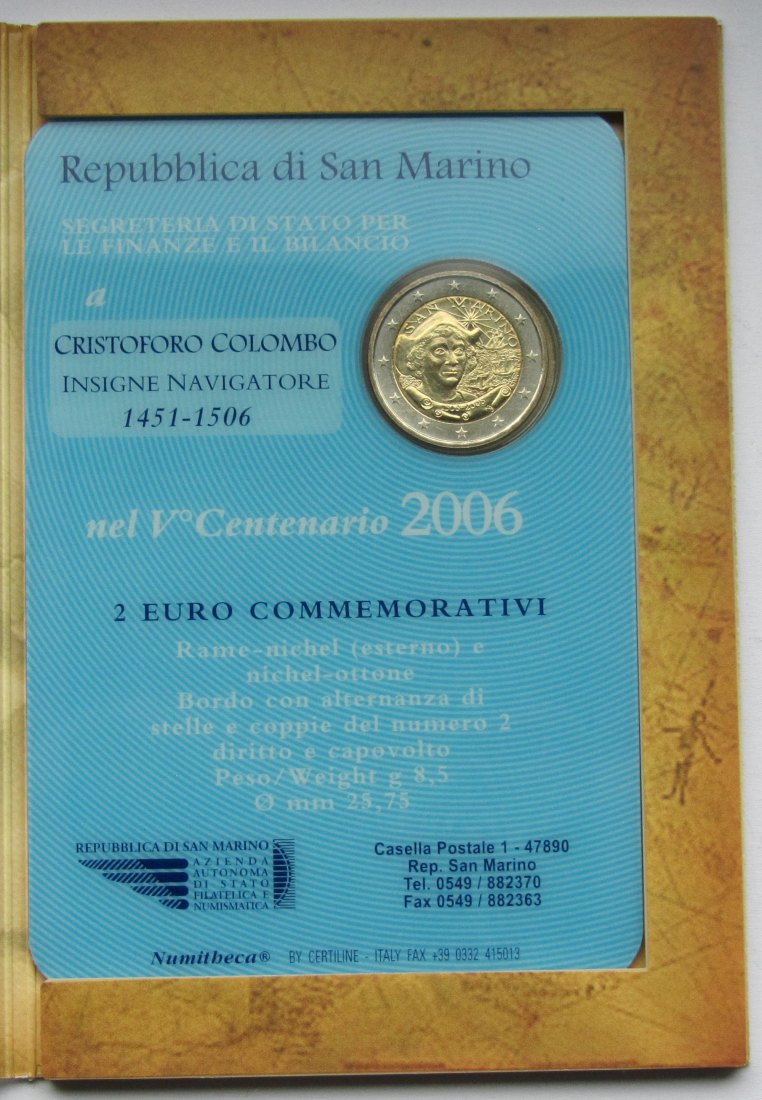 Repubblica di San Marino
SEGRETERIA DI STATO PER
LE FINANZE E IL BILANCIO
a
CRISTOFORO COLOMBO
INSIGNE NAVIGATORE
1451-1506
SAN MARINO
nel V°Centenario 2006
2 EURO COMMEMORATIVI
Rame-nichel (esterno) e
nichel-ottone
Bordo con alternanza di
stelle e coppie del numero 2
diritto e capovolto
Peso/Weight g 8,5
Ø mm 25,75
REPUBBLICA DI SAN MARINO
AZIENDA
AUTONOMA
DI STATO
FILATELICA E
NUMISMATICA
Casella Postale 1 - 47890
Rep. San Marino
Tel. 0549 / 882370
Fax 0549 / 882363
Numitheca® BY CERTILINE - ITALY FAX +39 0332 415013